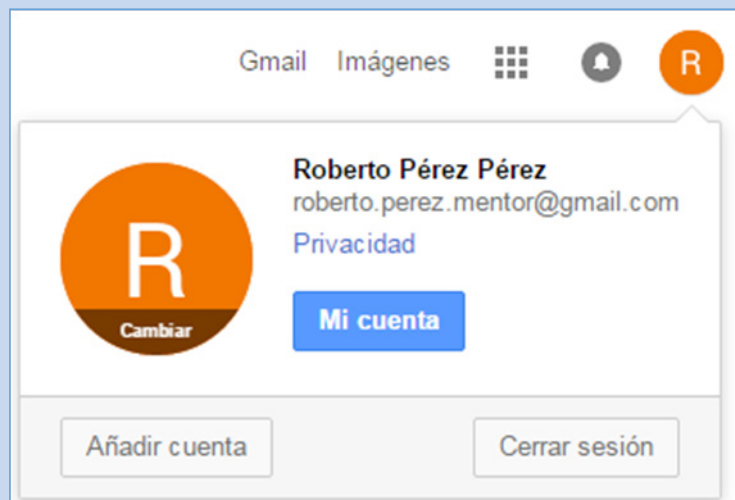 Gmail Imágenes R
Roberto Pérez Pérez
roberto.perez.mentor@gmail.com
Privacidad
R
Cambiar
Mi cuenta
Añadir cuenta Cerrar sesión